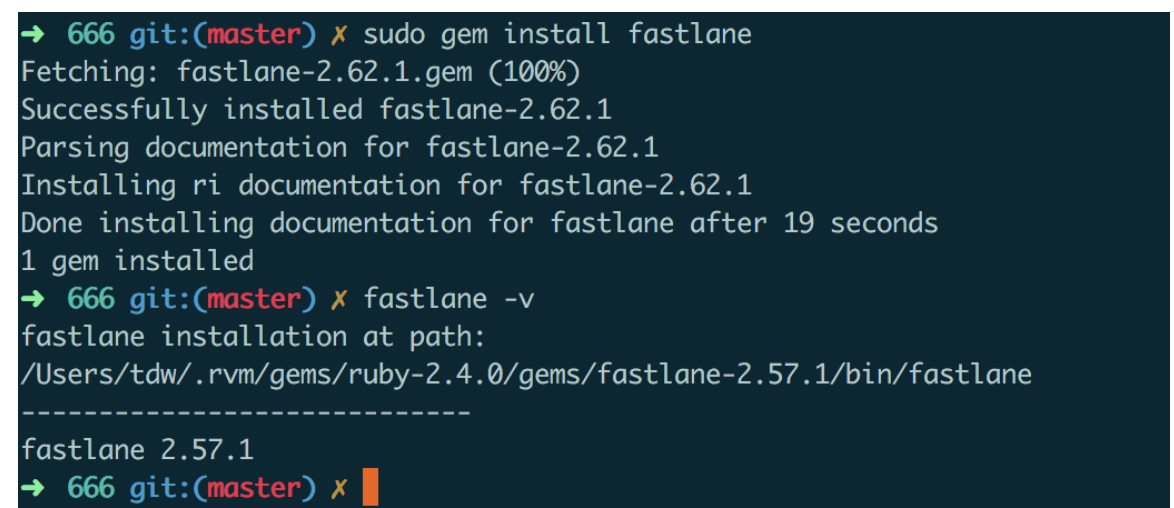 ➜ 666 git:(master) ✗ sudo gem install fastlane
Fetching: fastlane-2.62.1.gem (100%)
Successfully installed fastlane-2.62.1
Parsing documentation for fastlane-2.62.1
Installing ri documentation for fastlane-2.62.1
Done installing documentation for fastlane after 19 seconds
1 gem installed
➜ 666 git:(master) ✗ fastlane -v
fastlane installation at path:
/Users/tdw/.rvm/gems/ruby-2.4.0/gems/fastlane-2.57.1/bin/fastlane
-----------------------------
fastlane 2.57.1
➜ 666 git:(master) ✗